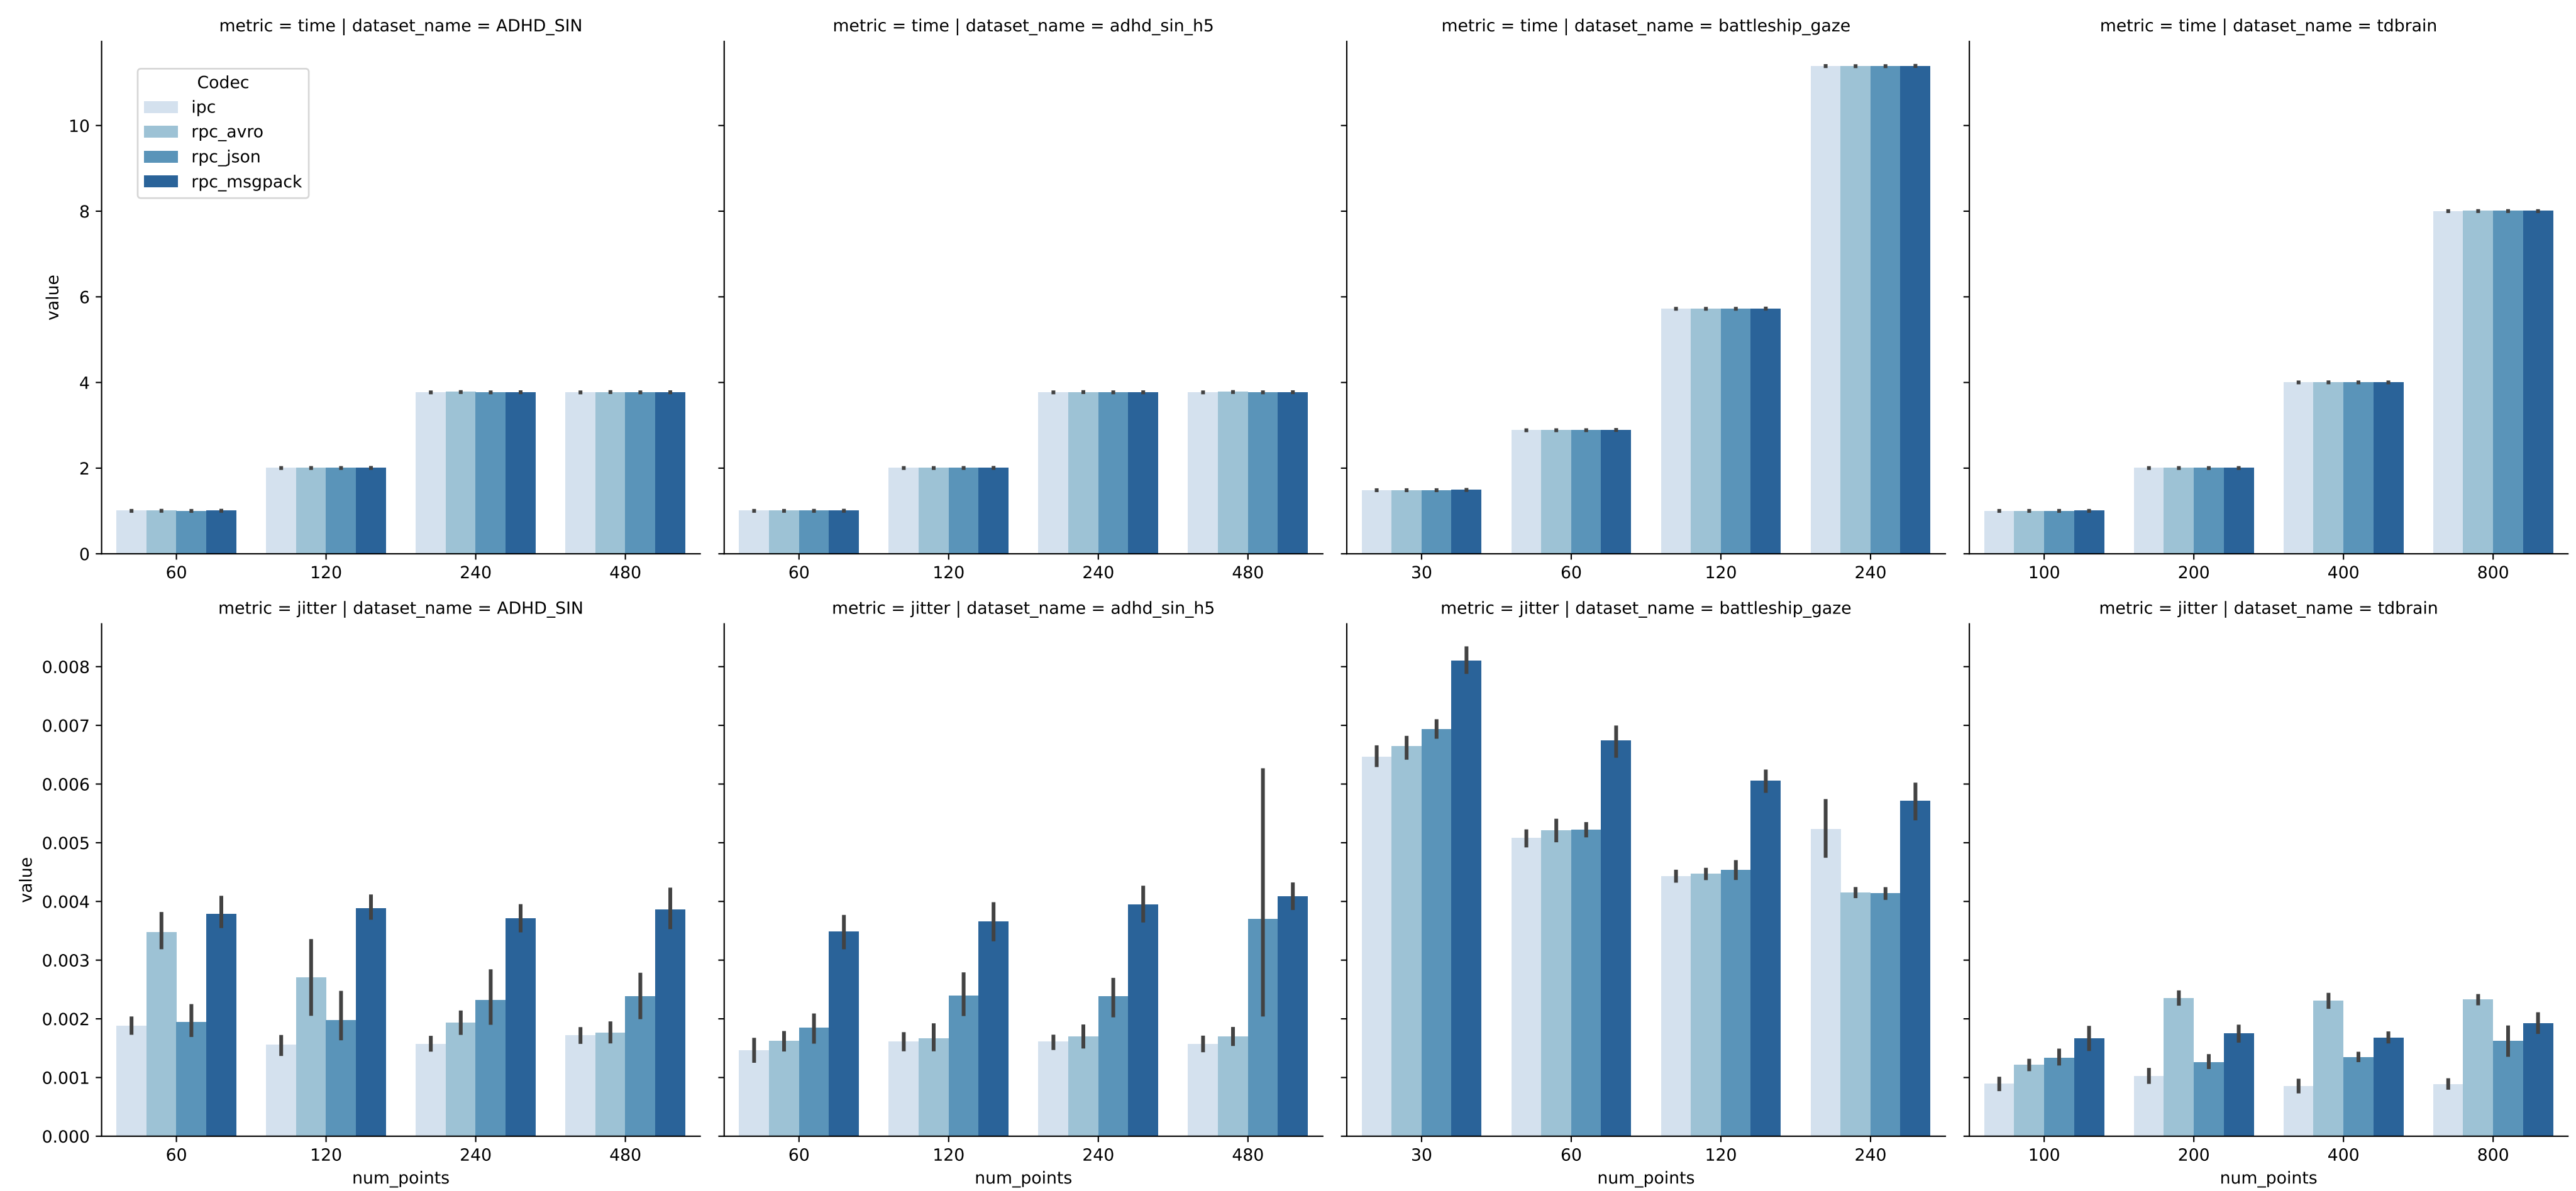 metric = time | dataset_name = ADHD_SIN
metric = time | dataset_name = adhd_sin_h5
metric = time | dataset_name = battleship_gaze
metric = time | dataset_name = tdbrain
Codec
ipc
rpc_avro
rpc_json
rpc_msgpack
value
10
8
6
4
2
0
60 120 240 480
60 120 240 480
30 60 120 240
100 200 400 800
metric = jitter | dataset_name = ADHD_SIN
metric = jitter | dataset_name = adhd_sin_h5
metric = jitter | dataset_name = battleship_gaze
metric = jitter | dataset_name = tdbrain
value
0.008
0.007
0.006
0.005
0.004
0.003
0.002
0.001
0.000
60 120 240 480
60 120 240 480
30 60 120 240
100 200 400 800
num_points
num_points
num_points
num_points